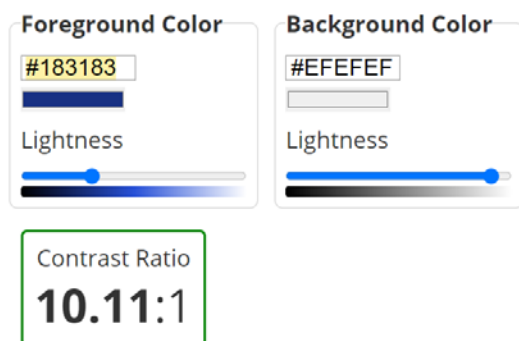 Foreground Color
Background Color
#183183
#EFEFEF
Lightness
Lightness
Contrast Ratio
10.11:1